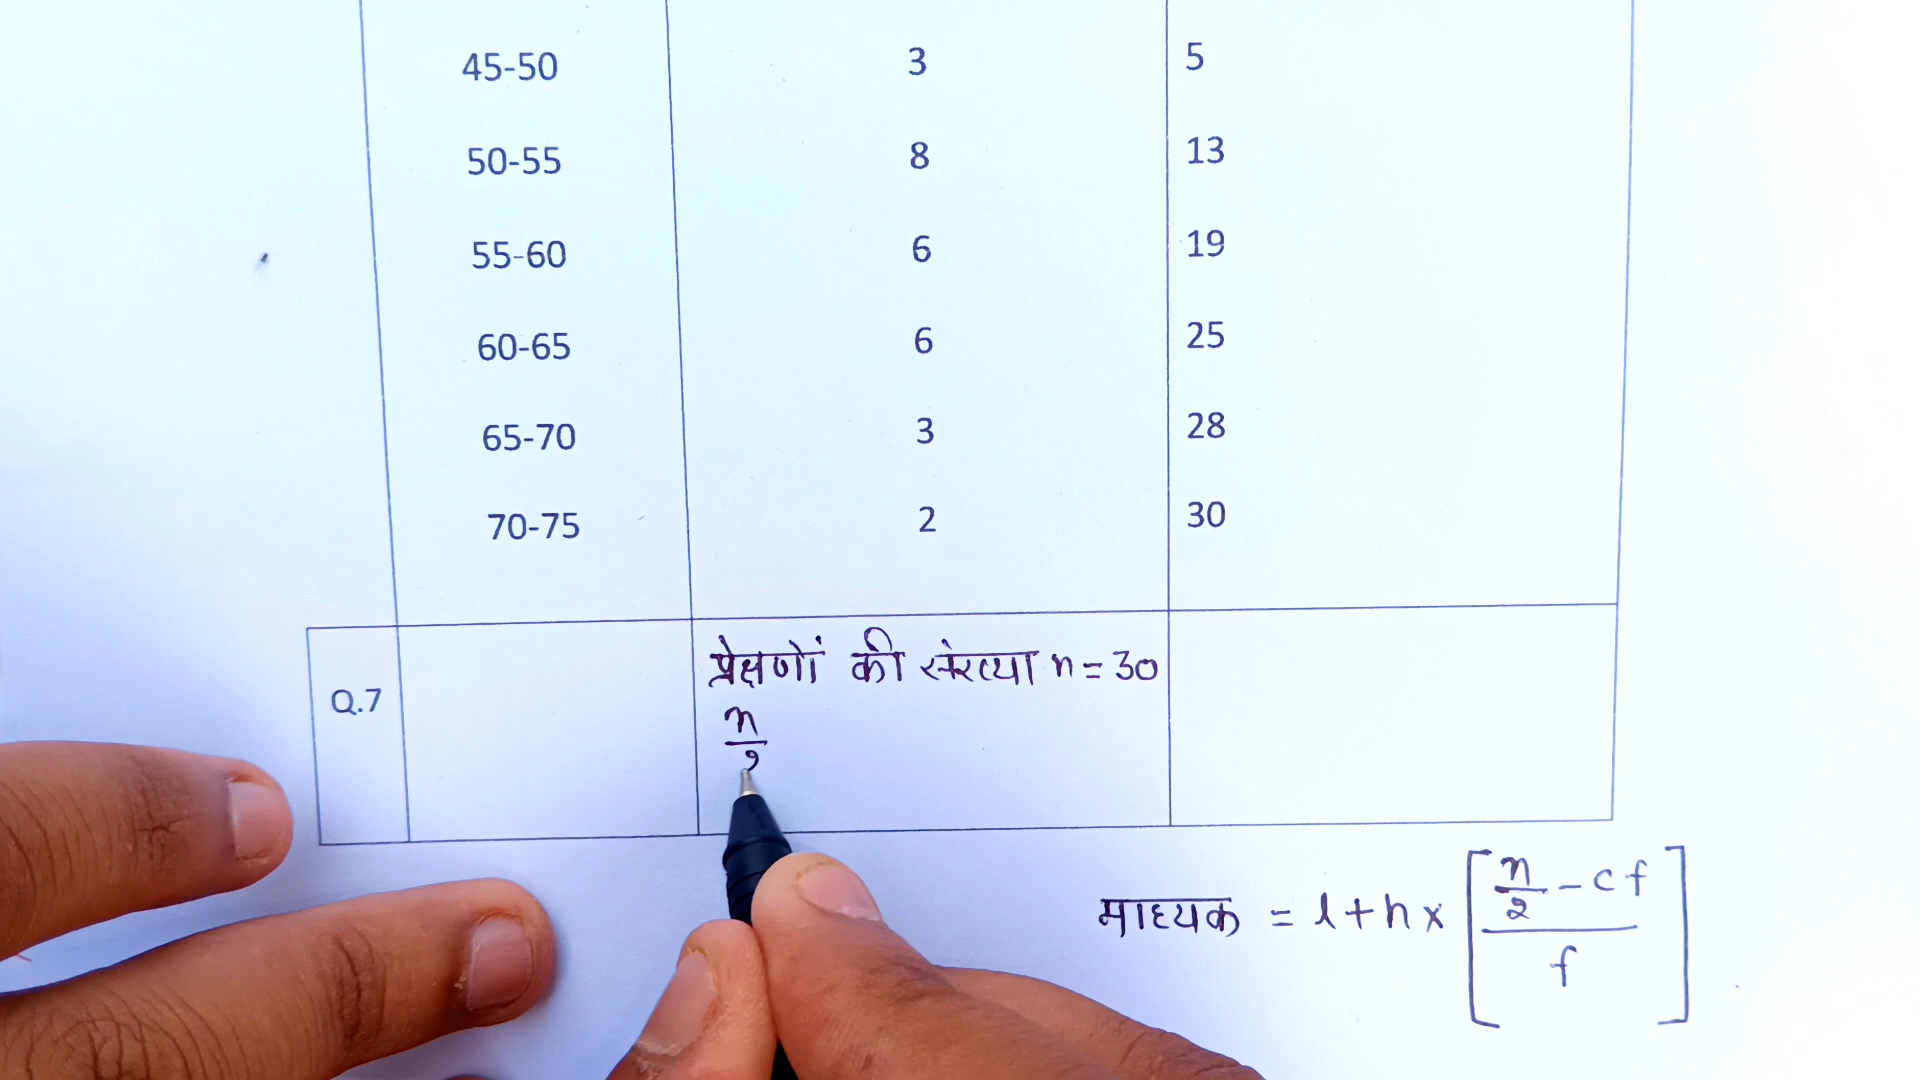 45-50 3 5
50-55 8 13
55-60 6 19
60-65 6 25
65-70 3 28
70-75 2 30
Q.7 प्रेक्षणों की संख्या n = 30
n/2
माध्यक = l + h × [(n/2 - cf)/f]